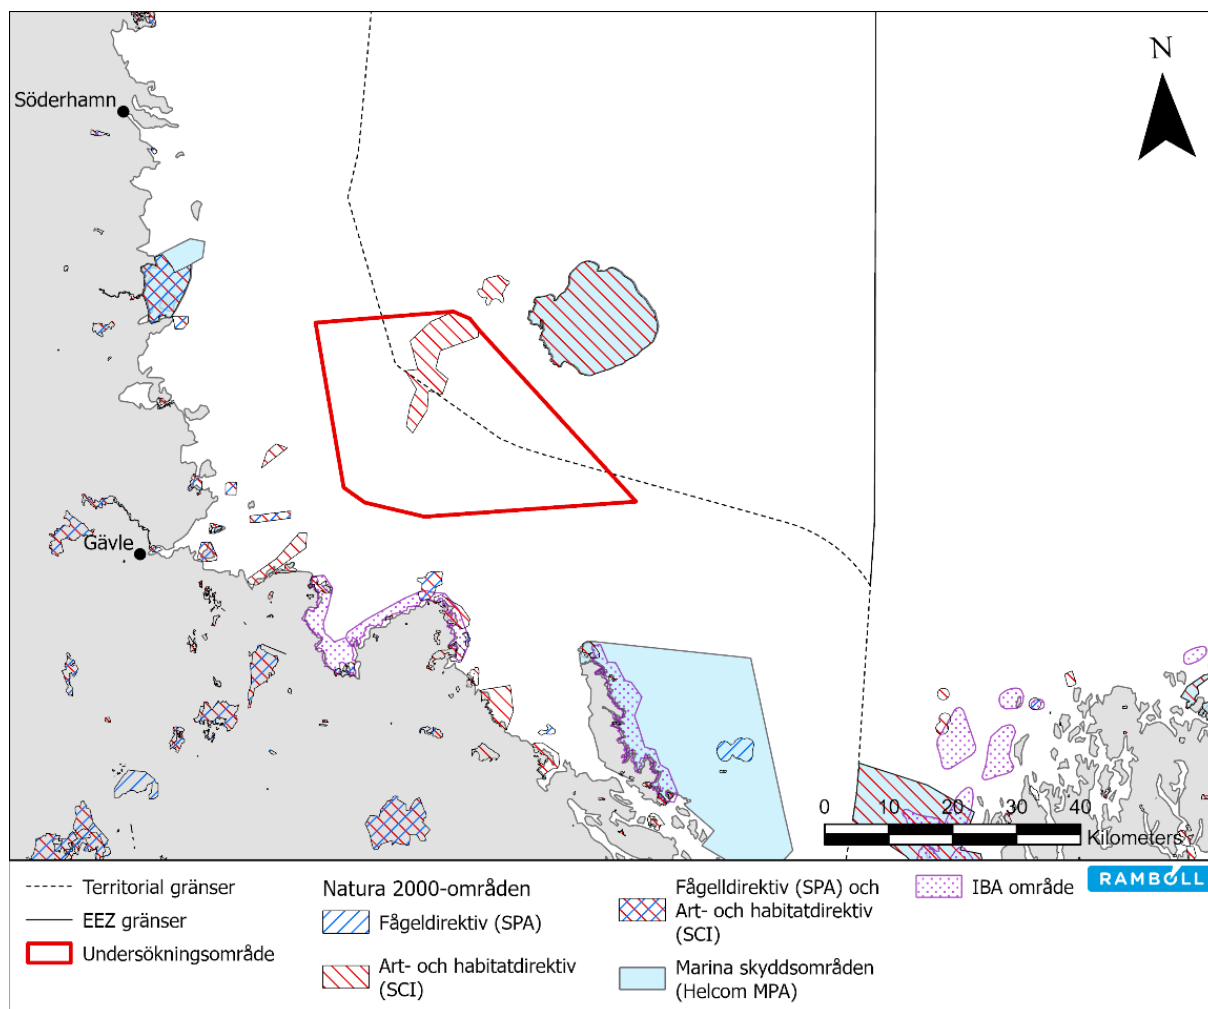 N
Söderhamn
Gävle
0 10 20 30 40
Kilometers
Territorial gränser
EEZ gränser
Undersökningsområde
Natura 2000-områden
Fågeldirektiv (SPA)
Art- och habitatdirektiv
(SCI)
Fågelldirektiv (SPA) och
Art- och habitatdirektiv
(SCI)
Marina skyddsområden
(Helcom MPA)
IBA område
RAMBOLL